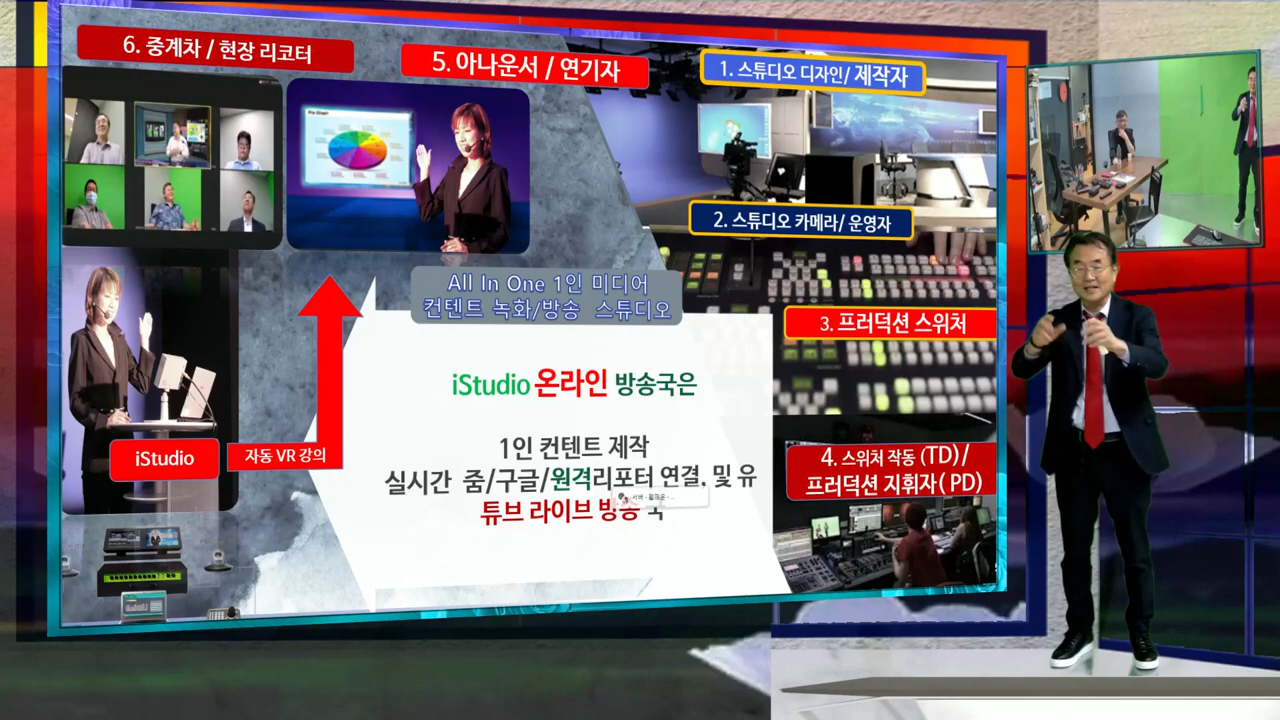 6. 중계차 / 현장 리코터
5. 아나운서 / 연기자
1. 스튜디오 디자인/ 제작자
2. 스튜디오 카메라/ 운영자
All In One 1인 미디어
컨텐트 녹화/방송 스튜디오
3. 프러덕션 스위처
iStudio 온라인 방송국은
1인 컨텐트 제작
실시간 줌/구글/원격리포터 연결. 및 유
튜브 라이브 방송 국
iStudio
자동 VR 강의
4. 스위처 작동 (TD) /
프러덕션 지휘자( PD)